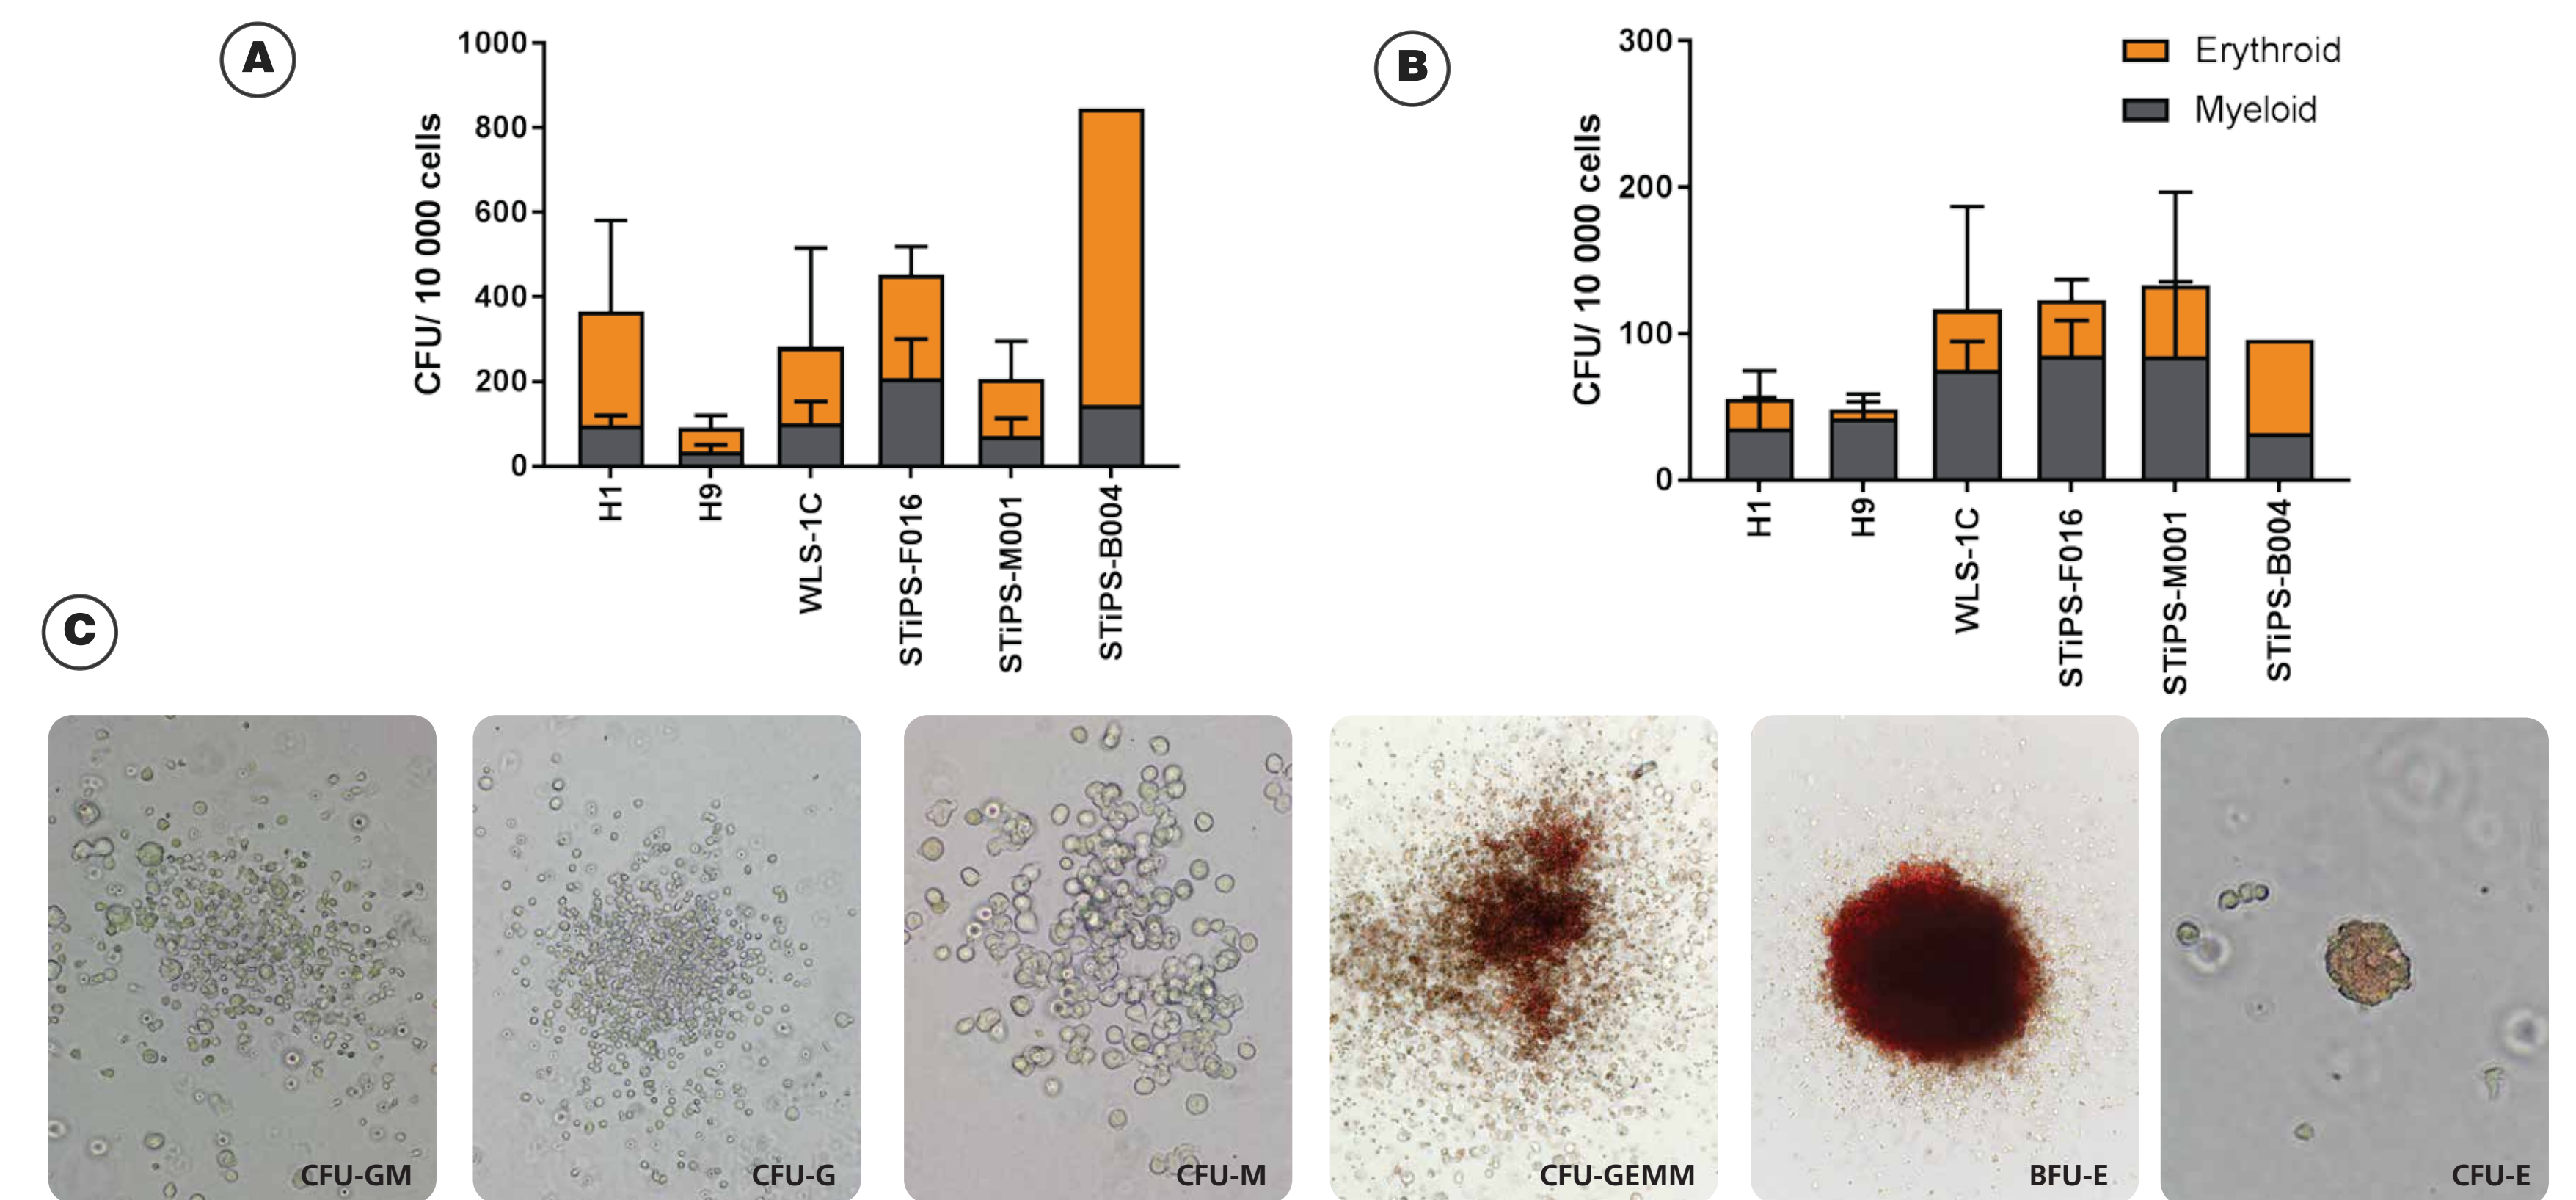 A
CFU/ 10 000 cells
1000
800
600
400
200
0
H1
H9
WLS-1C
STiPS-F016
STiPS-M001
STiPS-B004
B
CFU/ 10 000 cells
300
200
100
0
Erythroid
Myeloid
H1
H9
WLS-1C
STiPS-F016
STiPS-M001
STiPS-B004
C
CFU-GM
CFU-G
CFU-M
CFU-GEMM
BFU-E
CFU-E